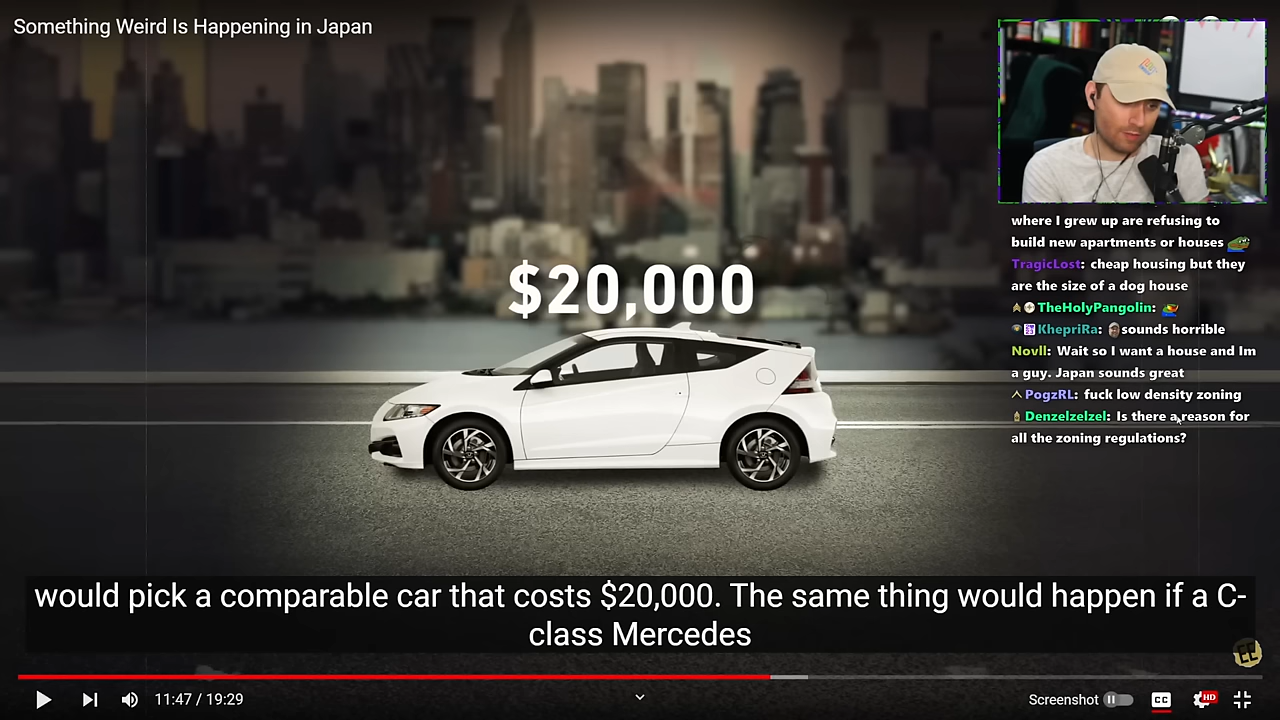 Something Weird Is Happening in Japan
$20,000
where I grew up are refusing to
build new apartments or houses
TragicLost: cheap housing but they
are the size of a dog house
TheHolyPangolin:
KhepriRa: sounds horrible
Novll: Wait so I want a house and Im
a guy. Japan sounds great
PogzRL: fuck low density zoning
Denzelzelzel: Is there a reason for
all the zoning regulations?
would pick a comparable car that costs $20,000. The same thing would happen if a C-
class Mercedes
EE
11:47 / 19:29
Screenshot
CC
HD